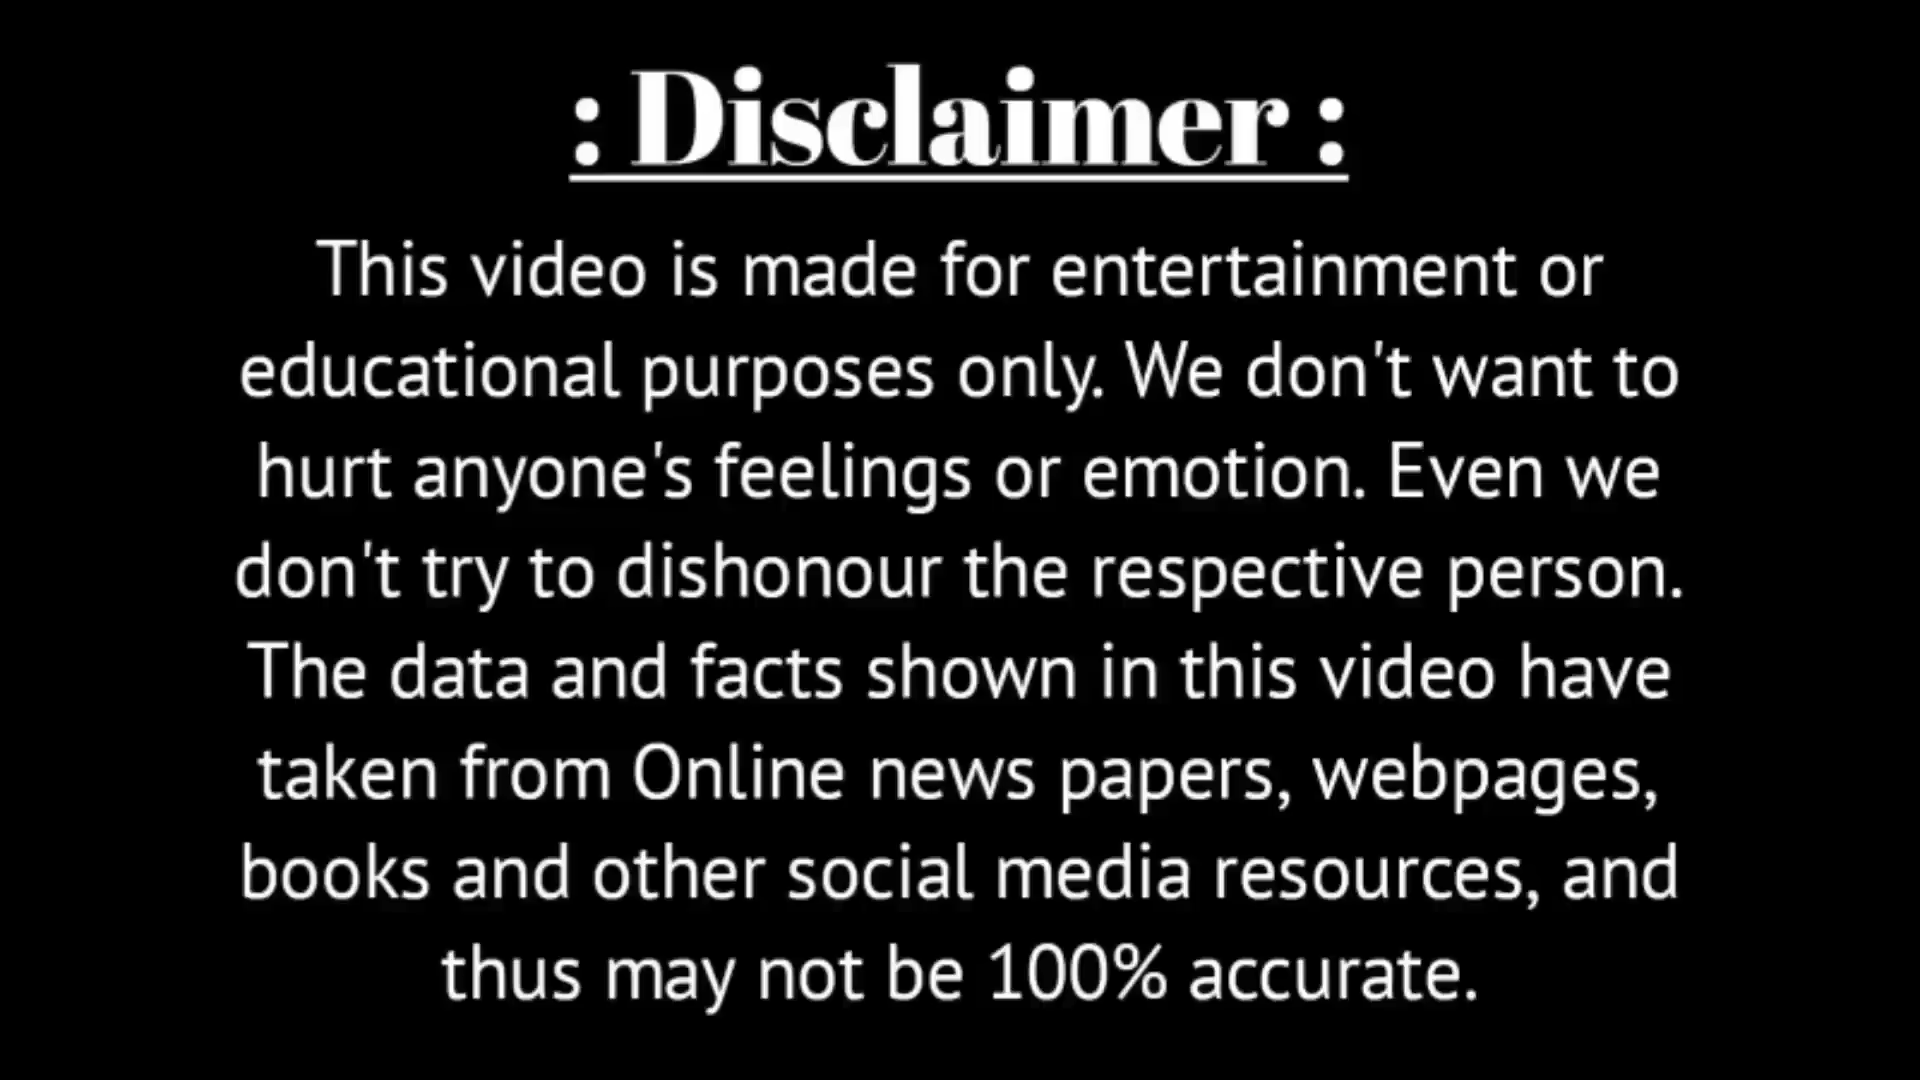 : Disclaimer :
This video is made for entertainment or
educational purposes only. We don't want to
hurt anyone's feelings or emotion. Even we
don't try to dishonour the respective person.
The data and facts shown in this video have
taken from Online news papers, webpages,
books and other social media resources, and
thus may not be 100% accurate.